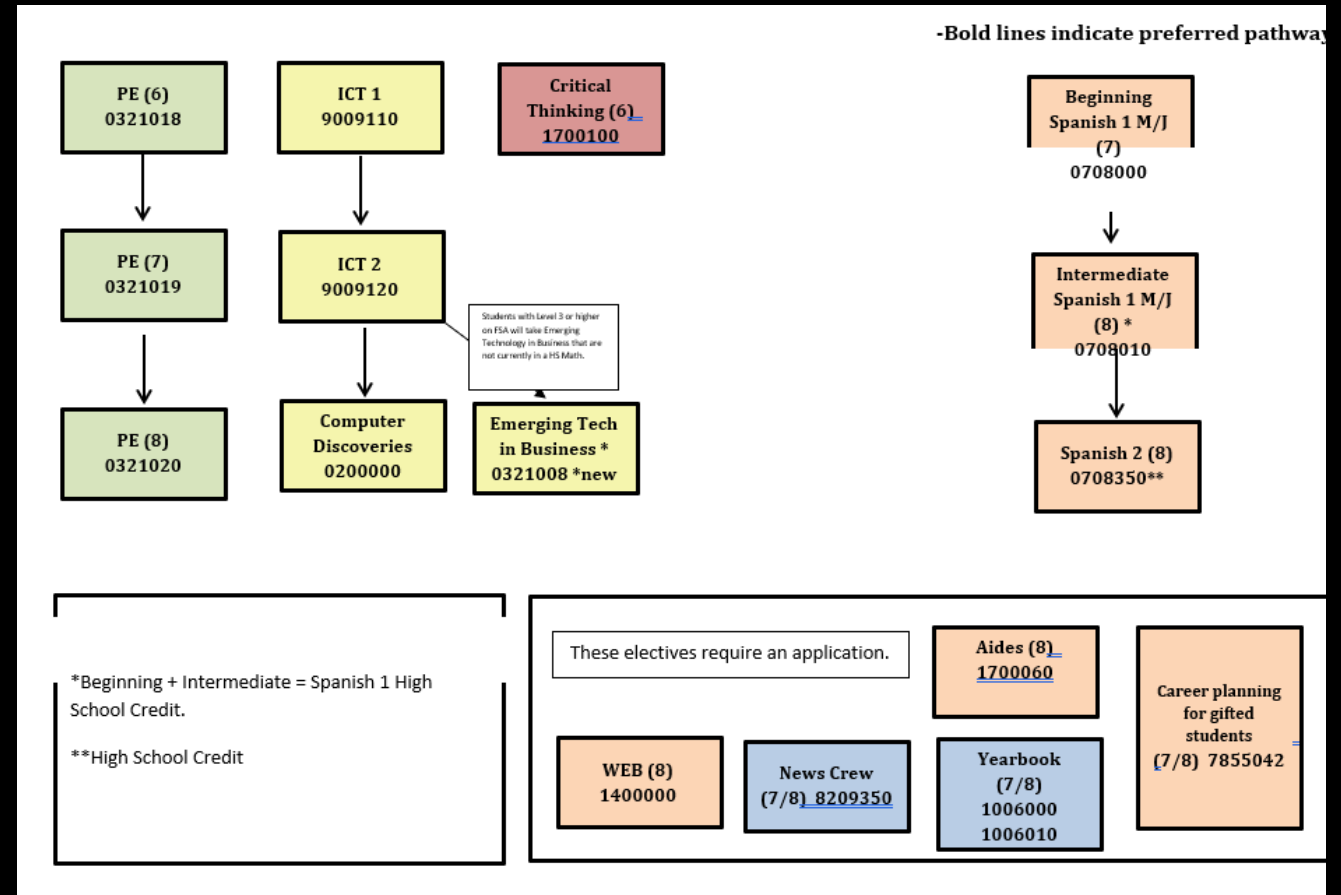 -Bold lines indicate preferred pathway
PE (6)
0321018
ICT 1
9009110
Critical
Thinking (6)
1700100
Beginning
Spanish 1 M/J
(7)
0708000
PE (7)
0321019
ICT 2
9009120
Intermediate
Spanish 1 M/J
(8) *
0708010
Students with Level 3 or higher
on FSA will take Emerging
Technology in Business that are
not currently in a HS Math.
PE (8)
0321020
Computer
Discoveries
0200000
Emerging Tech
in Business *
0321008 *new
Spanish 2 (8)
0708350**
*Beginning + Intermediate = Spanish 1 High
School Credit.
**High School Credit
These electives require an application.
Aides (8)
1700060
Career planning
for gifted
students
(7/8) 7855042
WEB (8)
1400000
News Crew
(7/8) 8209350
Yearbook
(7/8)
1006000
1006010